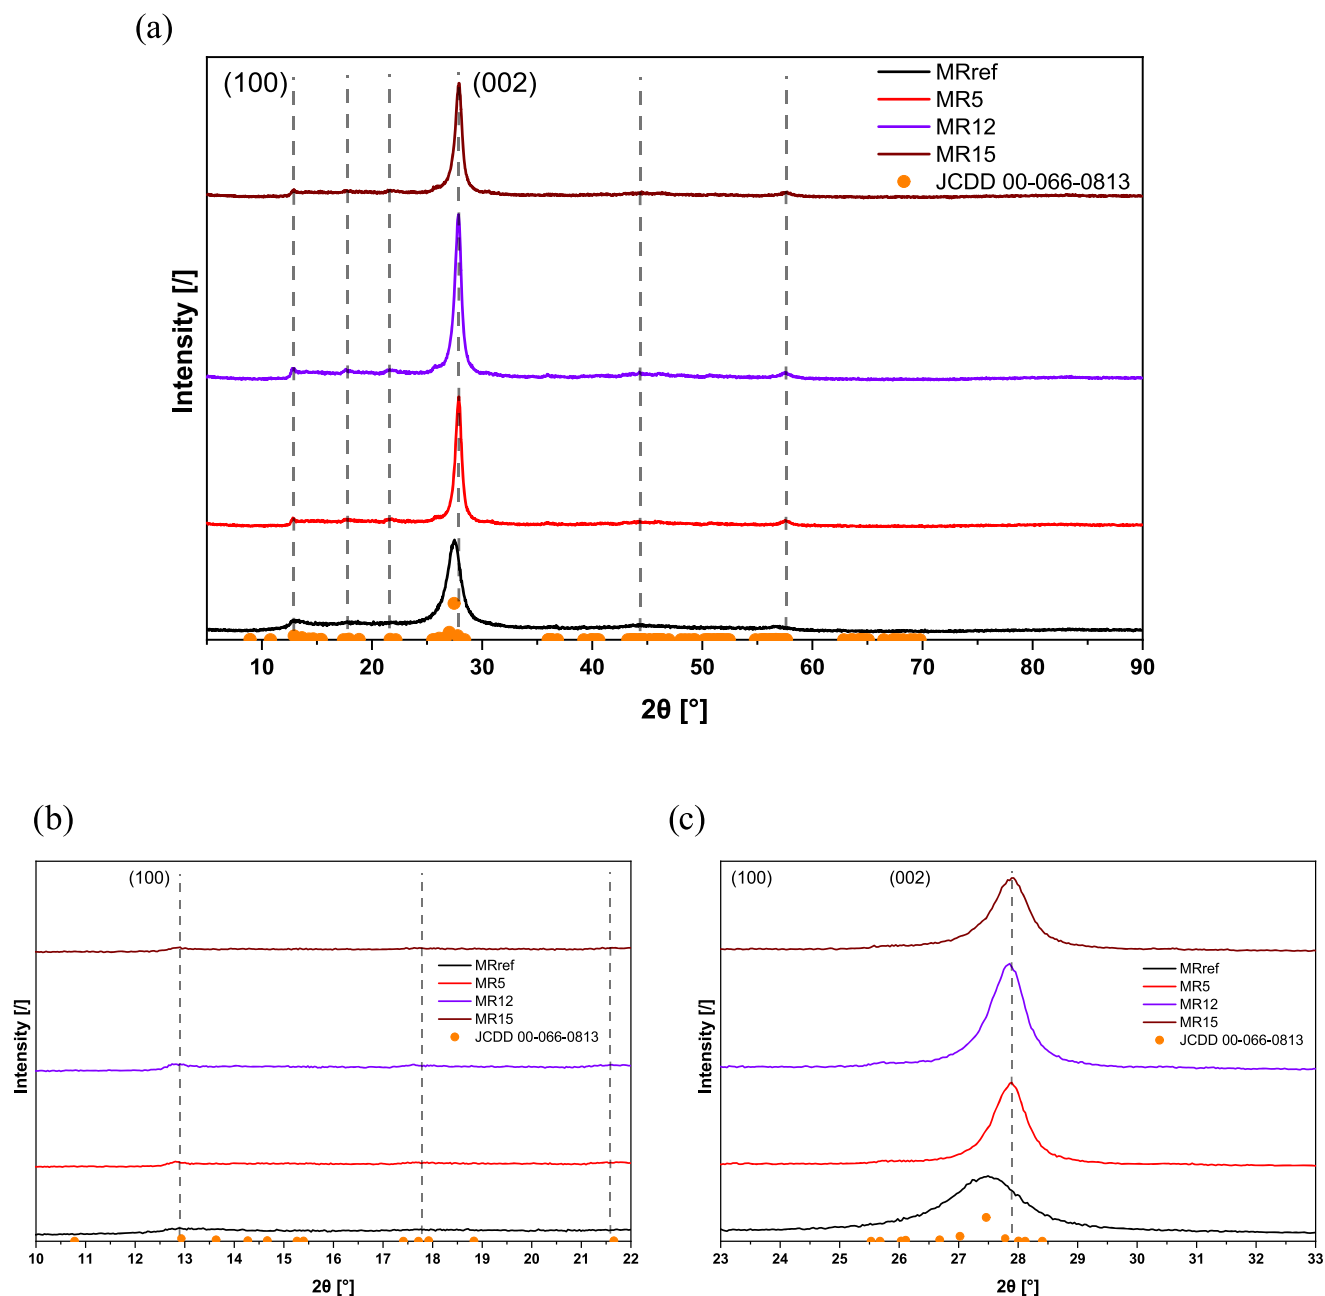 (a)
(100)
(002)
MRref
MR5
MR12
MR15
JCDD 00-066-0813
Intensity [/]
10 20 30 40 50 60 70 80 90
2θ [°]
(b)
(c)
(100)
MRref
MR5
MR12
MR15
JCDD 00-066-0813
Intensity [/]
10 11 12 13 14 15 16 17 18 19 20 21 22
2θ [°]
(100) (002)
MRref
MR5
MR12
MR15
JCDD 00-066-0813
Intensity [/]
23 24 25 26 27 28 29 30 31 32 33
2θ [°]